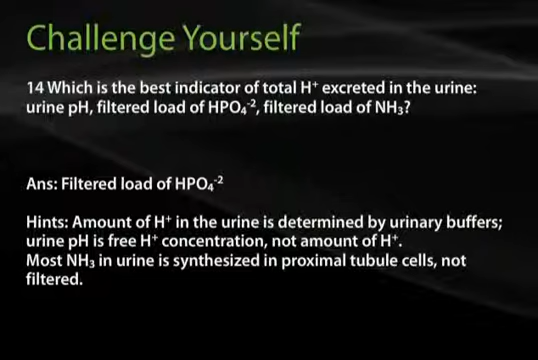 Challenge Yourself
14 Which is the best indicator of total H⁺ excreted in the urine:
urine pH, filtered load of HPO₄⁻², filtered load of NH₃?
Ans: Filtered load of HPO₄⁻²
Hints: Amount of H⁺ in the urine is determined by urinary buffers;
urine pH is free H⁺ concentration, not amount of H⁺.
Most NH₃ in urine is synthesized in proximal tubule cells, not
filtered.